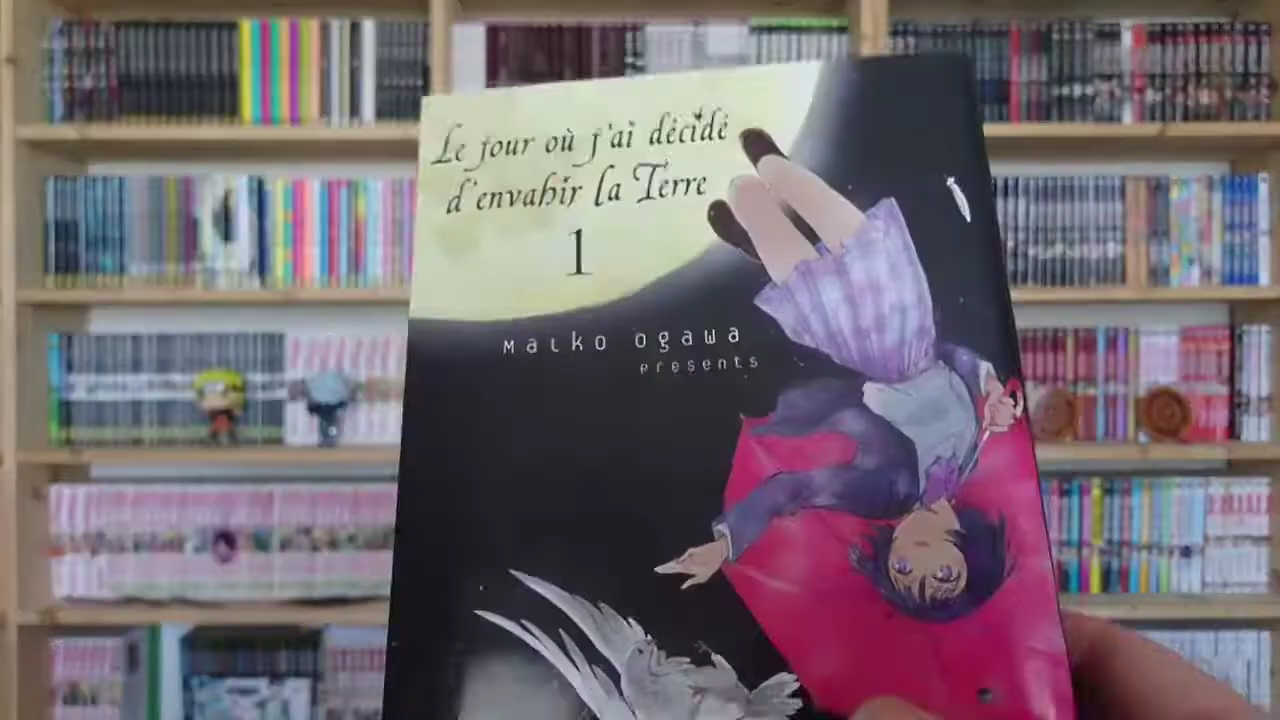 Le jour où j'ai décidé
d'envahir la Terre
1
Maiko Ogawa
presents